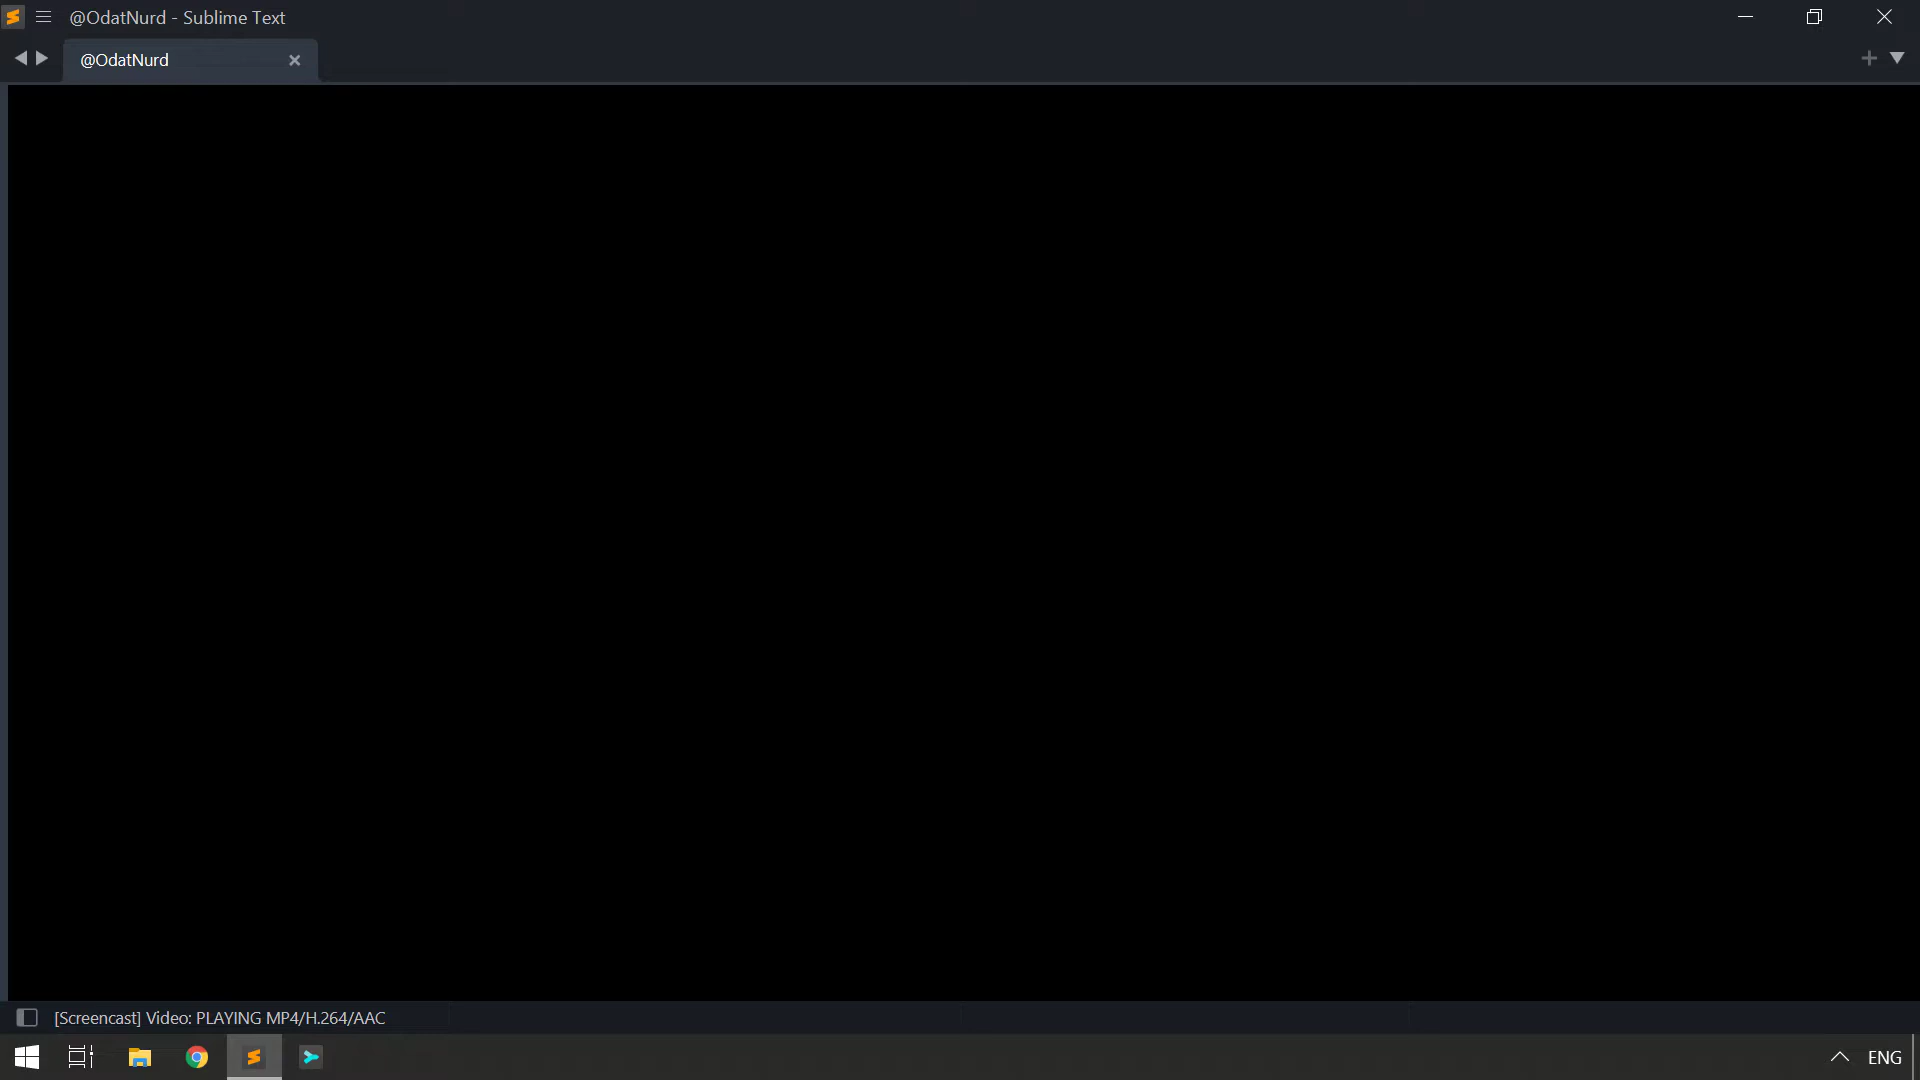 @OdatNurd - Sublime Text
@OdatNurd
[Screencast] Video: PLAYING MP4/H.264/AAC
ENG